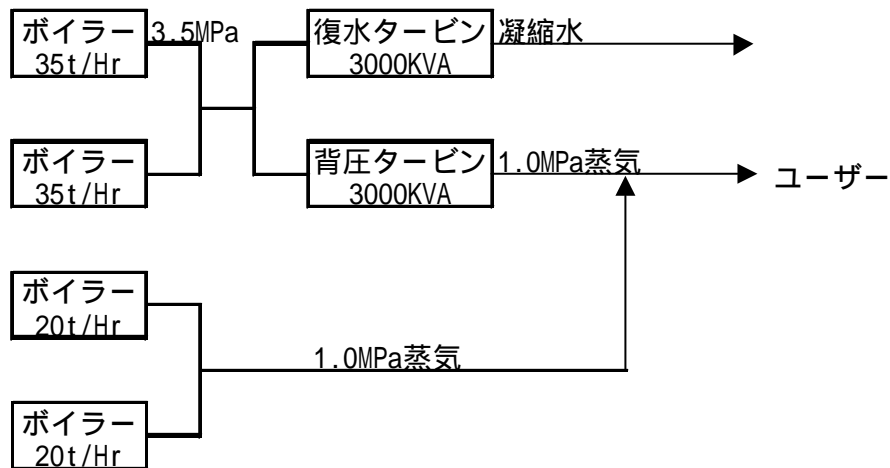 ボイラー
35t/Hr
3.5MPa
復水タービン
3000KVA
凝縮水
ボイラー
35t/Hr
背圧タービン
3000KVA
1.0MPa蒸気
ユーザー
ボイラー
20t/Hr
1.0MPa蒸気
ボイラー
20t/Hr